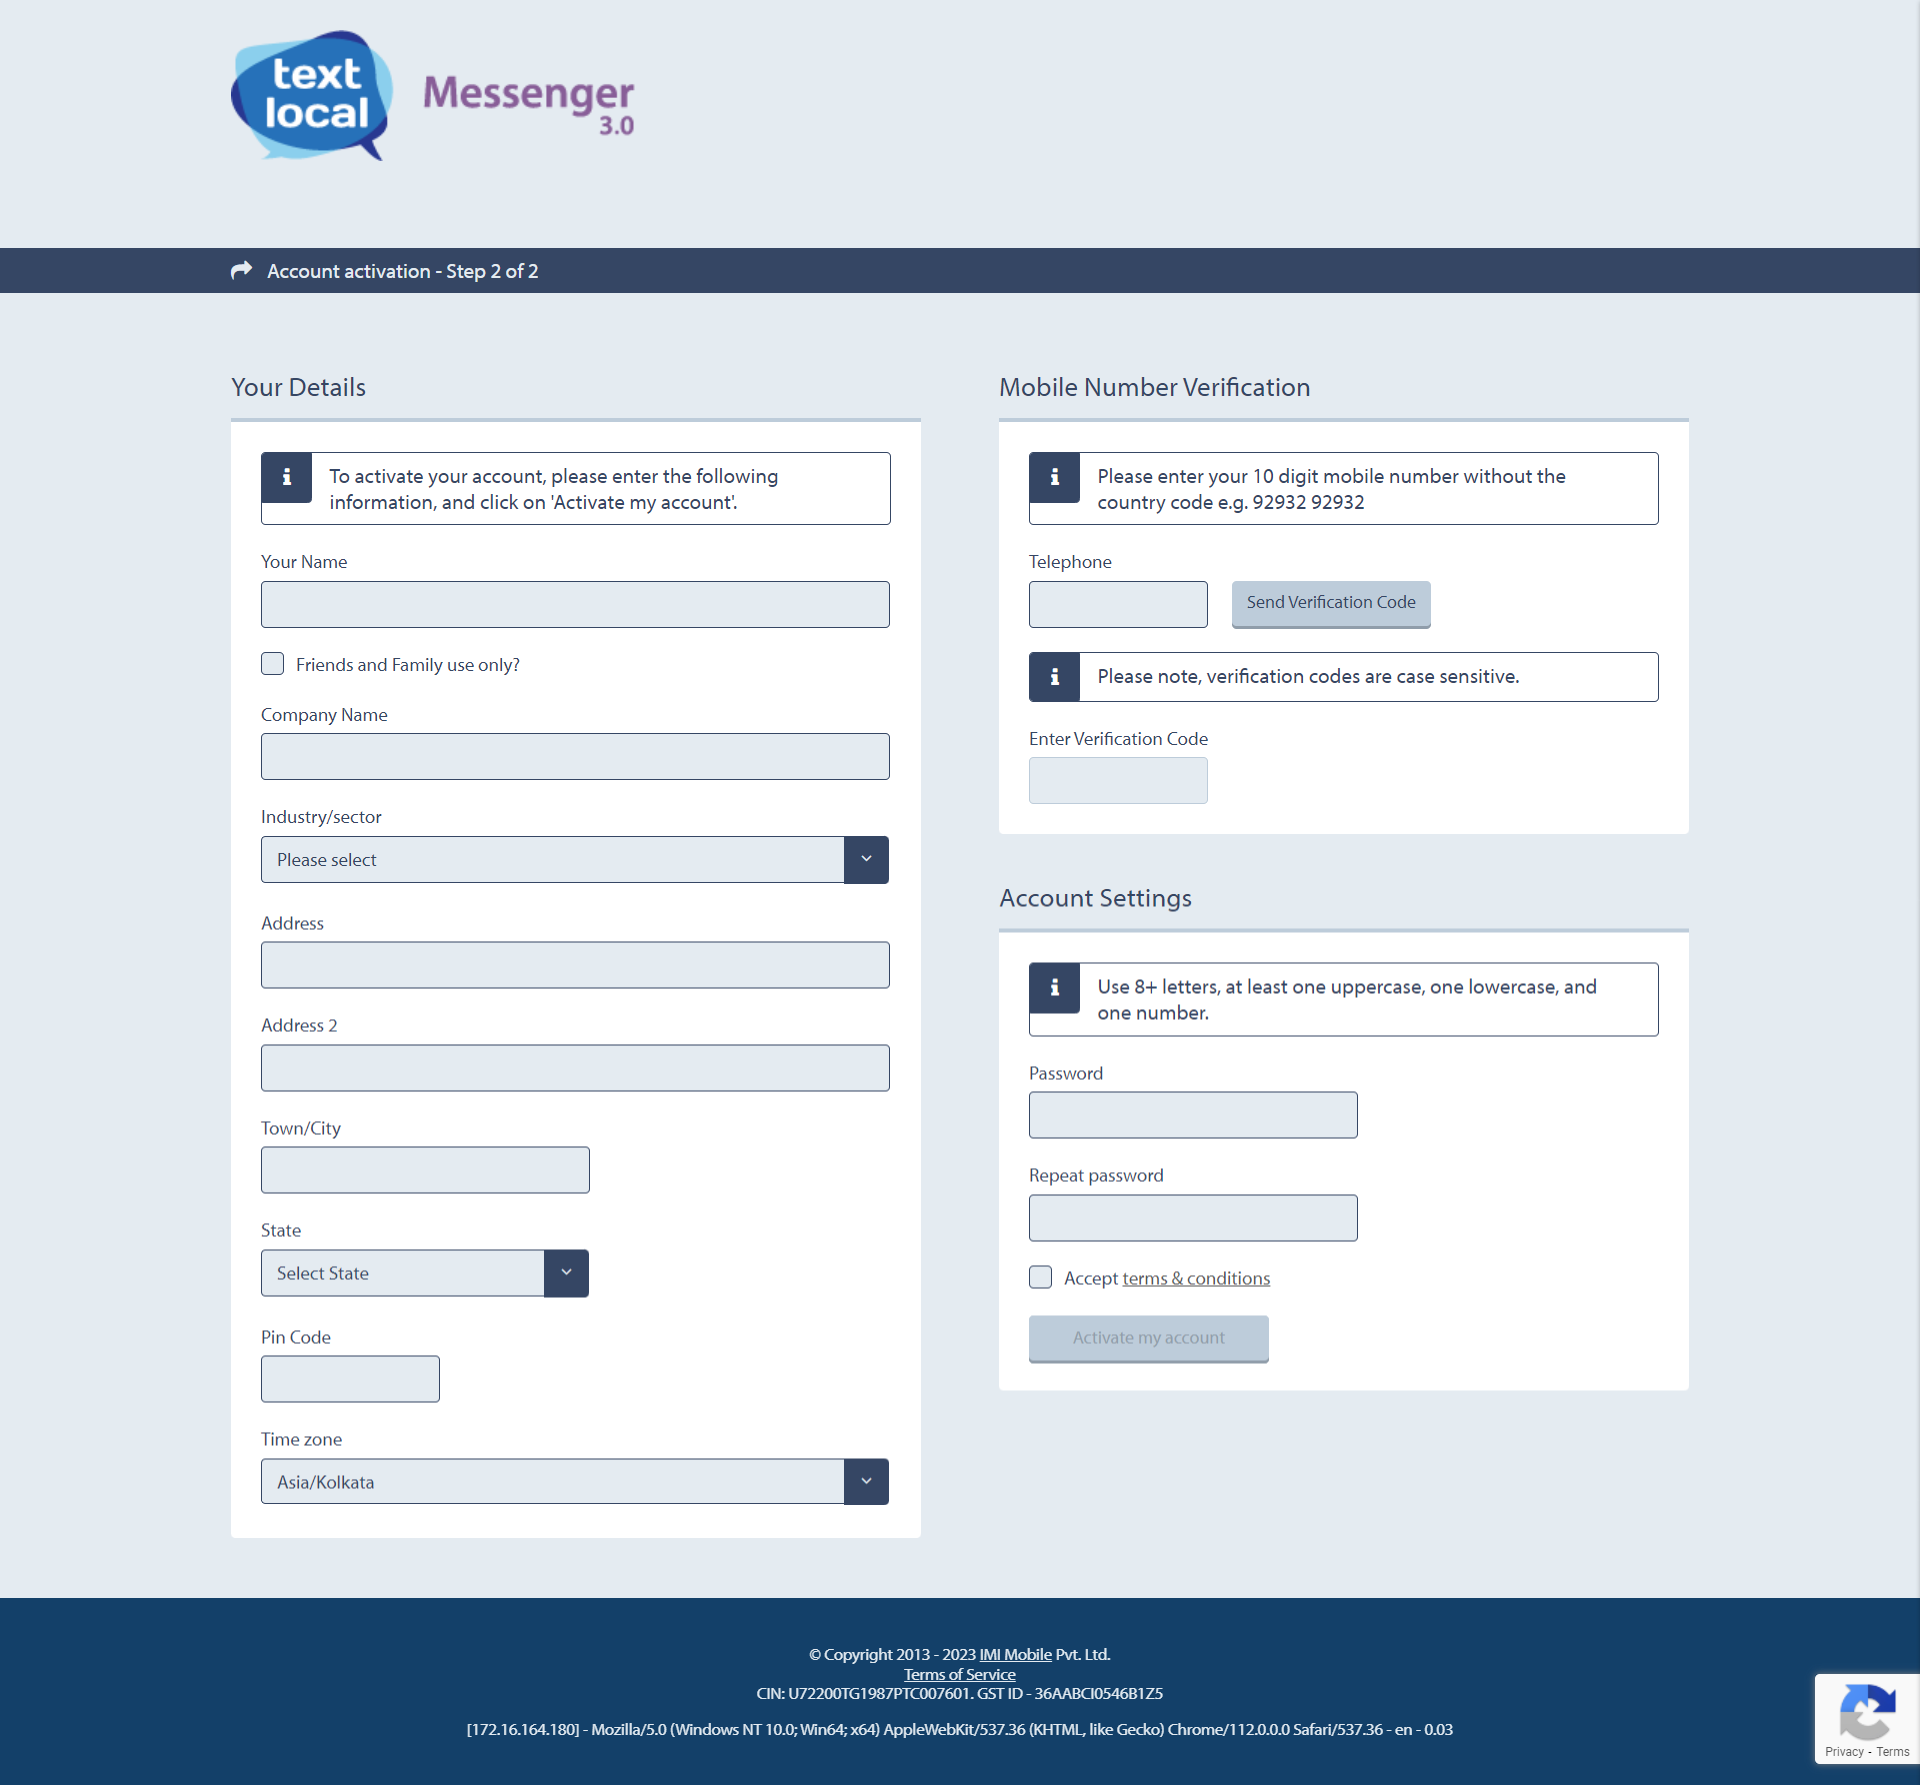 text
local
Messenger
3.0
Account activation - Step 2 of 2
Your Details
To activate your account, please enter the following
information, and click on 'Activate my account'.
Your Name
Friends and Family use only?
Company Name
Industry/sector
Please select
Address
Address 2
Town/City
State
Select State
Pin Code
Time zone
Asia/Kolkata
Mobile Number Verification
Please enter your 10 digit mobile number without the
country code e.g. 92932 92932
Telephone
Send Verification Code
Please note, verification codes are case sensitive.
Enter Verification Code
Account Settings
Use 8+ letters, at least one uppercase, one lowercase, and
one number.
Password
Repeat password
Accept terms & conditions
Activate my account
© Copyright 2013 - 2023 IMI Mobile Pvt. Ltd.
Terms of Service
CIN: U72200TG1987PTC007601. GST ID - 36AABCI0546B1Z5
[172.16.164.180] - Mozilla/5.0 (Windows NT 10.0; Win64; x64) AppleWebKit/537.36 (KHTML, like Gecko) Chrome/112.0.0.0 Safari/537.36 - en - 0.03
Privacy - Terms